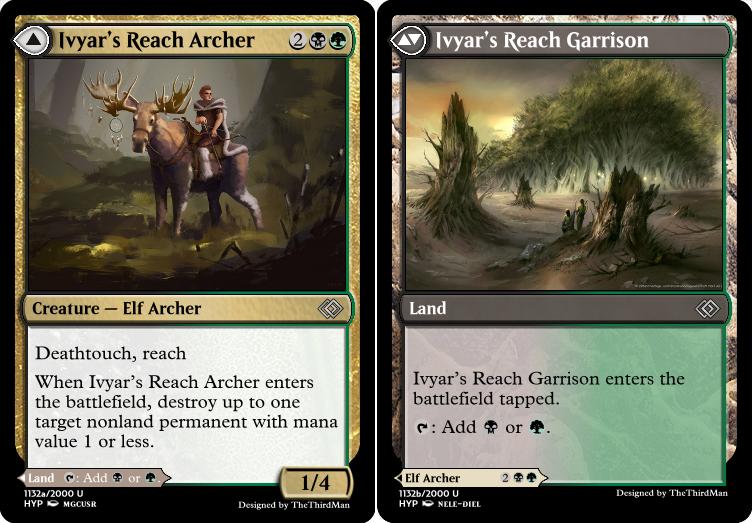 Ivyar's Reach Archer 2
Creature — Elf Archer
Deathtouch, reach
When Ivyar's Reach Archer enters
the battlefield, destroy up to one
target nonland permanent with mana
value 1 or less.
Land : Add or .
1/4
1132a/2000 U
HYP MGCUSR
Designed by TheThirdMan
Ivyar's Reach Garrison
Land
Ivyar's Reach Garrison enters the
battlefield tapped.
: Add or .
Elf Archer 2
1132b/2000 U
HYP NELE-DIEL
Designed by TheThirdMan